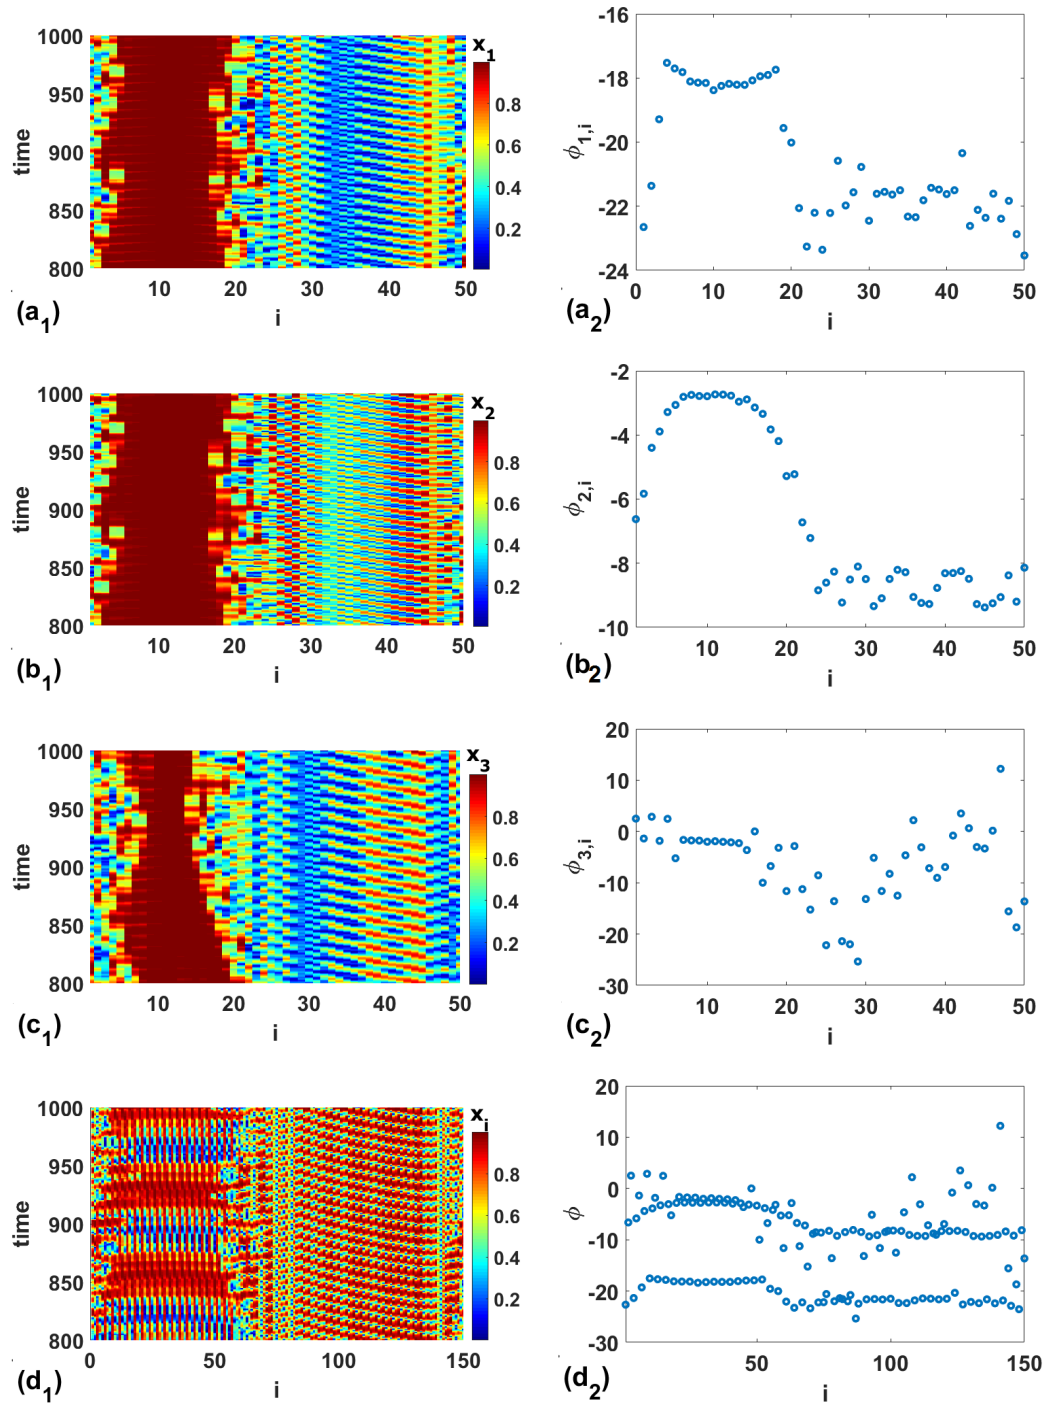 x1
1000
950
900
850
800
time
10 20 30 40 50
i
0.8
0.6
0.4
0.2
(a1)
-16
-18
-20
-22
-24
ϕ1,i
0 10 20 30 40 50
i
(a2)
x2
1000
950
900
850
800
time
10 20 30 40 50
i
0.8
0.6
0.4
0.2
(b1)
-2
-4
-6
-8
-10
ϕ2,i
10 20 30 40 50
i
(b2)
x3
1000
950
900
850
800
time
10 20 30 40 50
i
0.8
0.6
0.4
0.2
(c1)
20
10
0
-10
-20
-30
ϕ3,i
10 20 30 40 50
i
(c2)
xi
1000
950
900
850
800
time
0 50 100 150
i
0.8
0.6
0.4
0.2
(d1)
20
10
0
-10
-20
-30
ϕ
50 100 150
i
(d2)